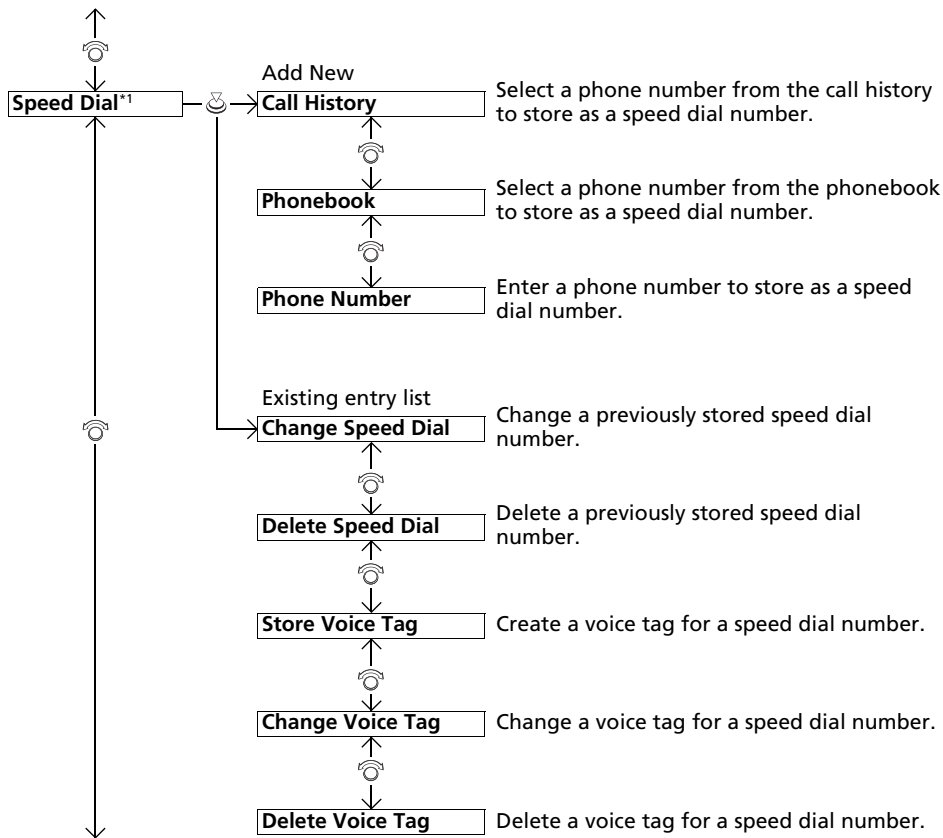 Add New
Speed Dial*1
Call History
Select a phone number from the call history
to store as a speed dial number.
Phonebook
Select a phone number from the phonebook
to store as a speed dial number.
Phone Number
Enter a phone number to store as a speed
dial number.
Existing entry list
Change Speed Dial
Change a previously stored speed dial
number.
Delete Speed Dial
Delete a previously stored speed dial
number.
Store Voice Tag
Create a voice tag for a speed dial number.
Change Voice Tag
Change a voice tag for a speed dial number.
Delete Voice Tag
Delete a voice tag for a speed dial number.